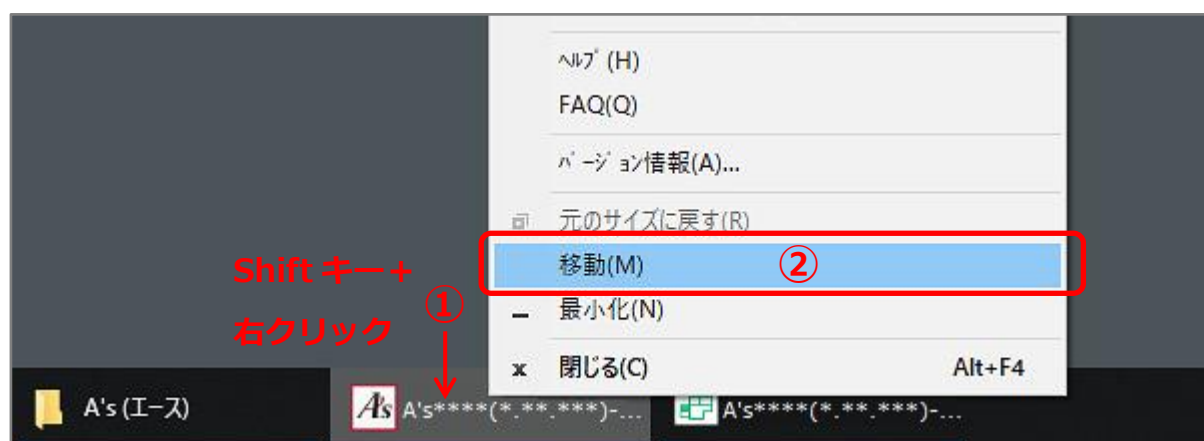 ﾍﾙﾌﾟ(H)
FAQ(Q)
ﾊﾞｰｼﾞｮﾝ情報(A)...
元のサイズに戻す(R)
移動(M)
②
Shift キー＋
①
右クリック
最小化(N)
閉じる(C) Alt+F4
A's (エース)
A's A's****(*.**.***)-...
A's****(*.**.***)-...